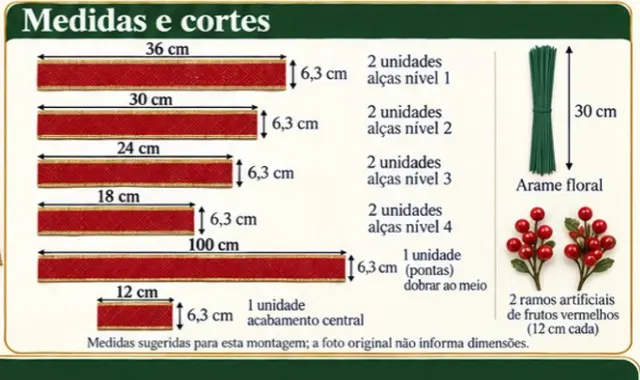 Medidas e cortes
36 cm
6,3 cm
2 unidades
alças nível 1
30 cm
6,3 cm
2 unidades
alças nível 2
24 cm
6,3 cm
2 unidades
alças nível 3
18 cm
6,3 cm
2 unidades
alças nível 4
100 cm
6,3 cm
1 unidade
(pontas)
dobrar ao meio
12 cm
6,3 cm
1 unidade
acabamento central
30 cm
Arame floral
2 ramos artificiais
de frutos vermelhos
(12 cm cada)
Medidas sugeridas para esta montagem; a foto original não informa dimensões.